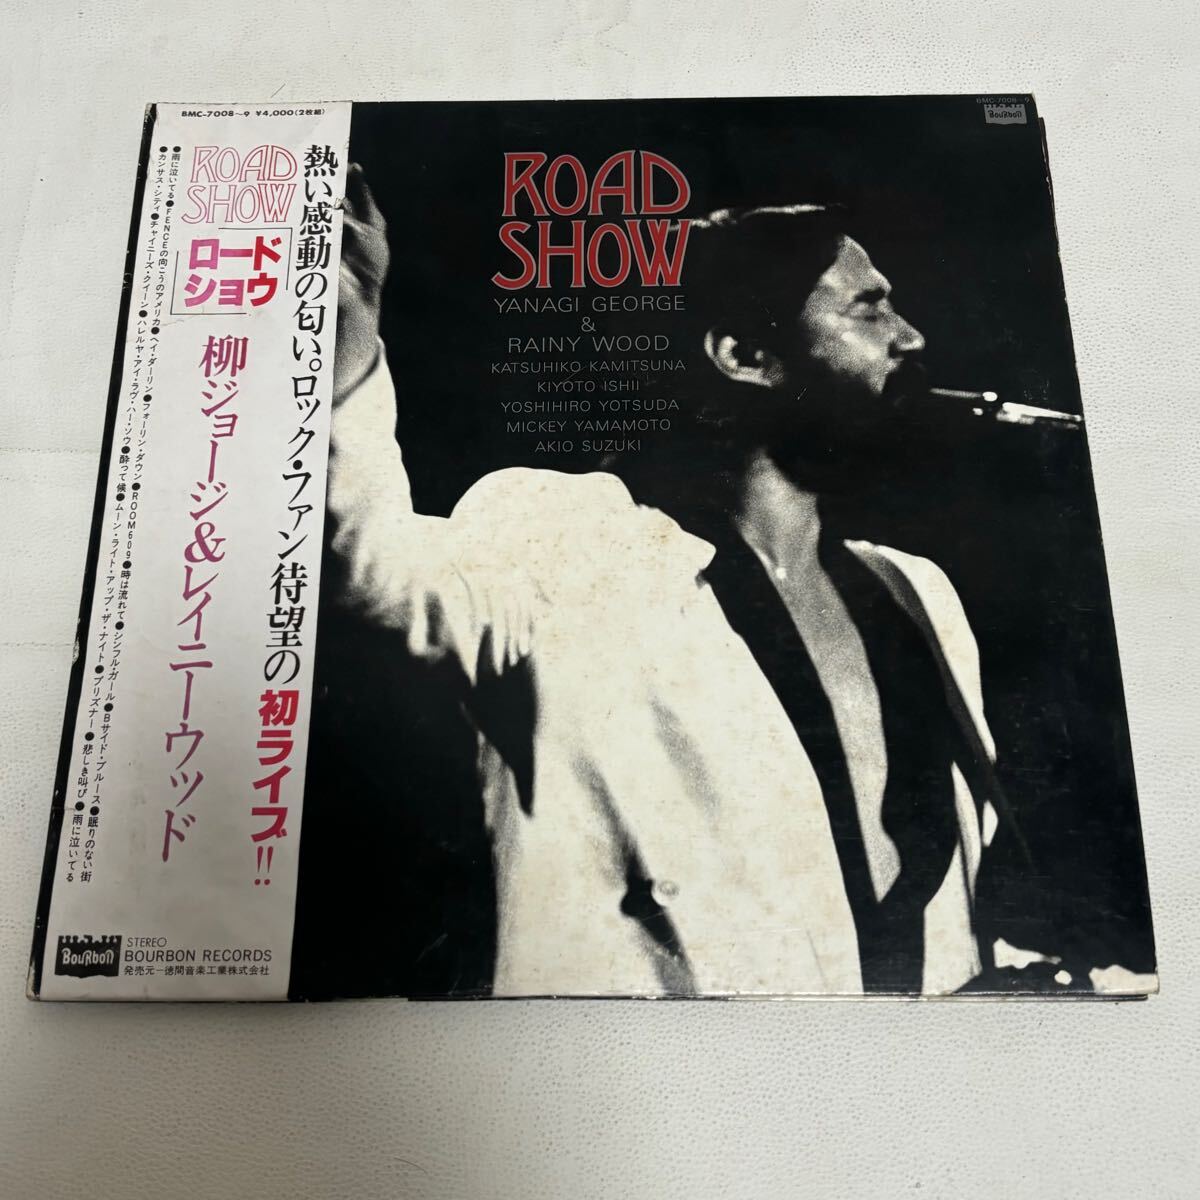 BMC-7008~9 ¥4,000(2枚組)
ROAD
SHOW
ロード
ショウ
熱い感動の匂い。ロック・ファン待望の初ライブ!!
柳ジョージ&レイニーウッド
●雨に泣いてる●FENCEの向こうのアメリカ●ヘイ・ダーリン●フォーリン・ダウン●ROOM609●時は流れて●シンフル・ガール●Bサイド・ブルース●眠りのない街
●カンサス・シティ●チャイニーズ・クイーン●ハレルヤ・アイ・ラヴ・ハー・ソウ●酔って候●ムーン・ライト・アップ・ザ・ナイト●プリズナー●悲しき叫び●雨に泣いてる
BouRboN
STEREO
BOURBON RECORDS
発売元-徳間音楽工業株式会社
BMC-7008~9
BouRboN
ROAD
SHOW
YANAGI GEORGE
&
RAINY WOOD
KATSUHIKO KAMITSUNA
KIYOTO ISHII
YOSHIHIRO YOTSUDA
MICKEY YAMAMOTO
AKIO SUZUKI